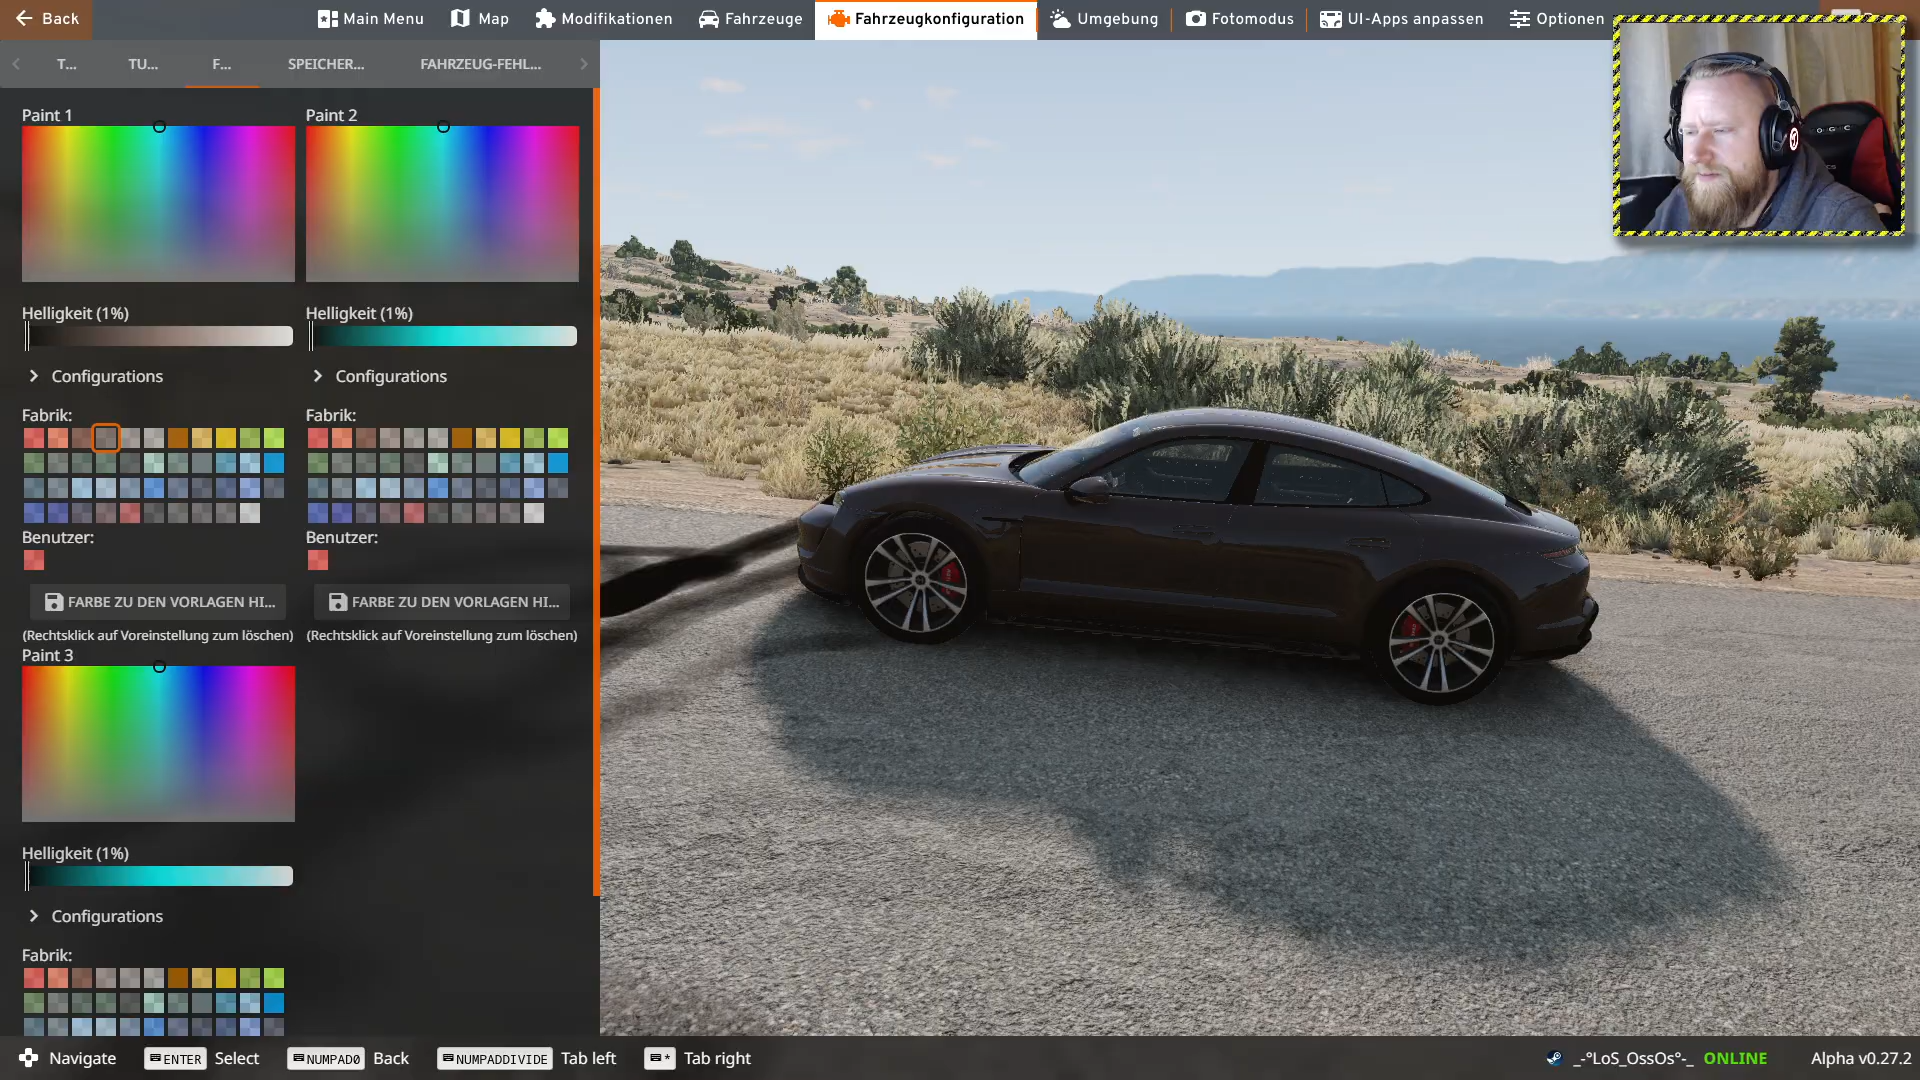 Back
Main Menu
Map
Modifikationen
Fahrzeuge
Fahrzeugkonfiguration
Umgebung
Fotomodus
UI-Apps anpassen
Optionen
T...
TU...
F...
SPEICHER...
FAHRZEUG-FEHL...
Paint 1
Paint 2
Helligkeit (1%)
Helligkeit (1%)
Configurations
Configurations
Fabrik:
Fabrik:
Benutzer:
Benutzer:
FARBE ZU DEN VORLAGEN HI...
FARBE ZU DEN VORLAGEN HI...
(Rechtsklick auf Voreinstellung zum löschen)
(Rechtsklick auf Voreinstellung zum löschen)
Paint 3
Helligkeit (1%)
Configurations
Fabrik:
Navigate
ENTER Select
NUMPAD0 Back
NUMPADDIVIDE Tab left
* Tab right
_-°LoS_OssOs°-_ ONLINE
Alpha v0.27.2